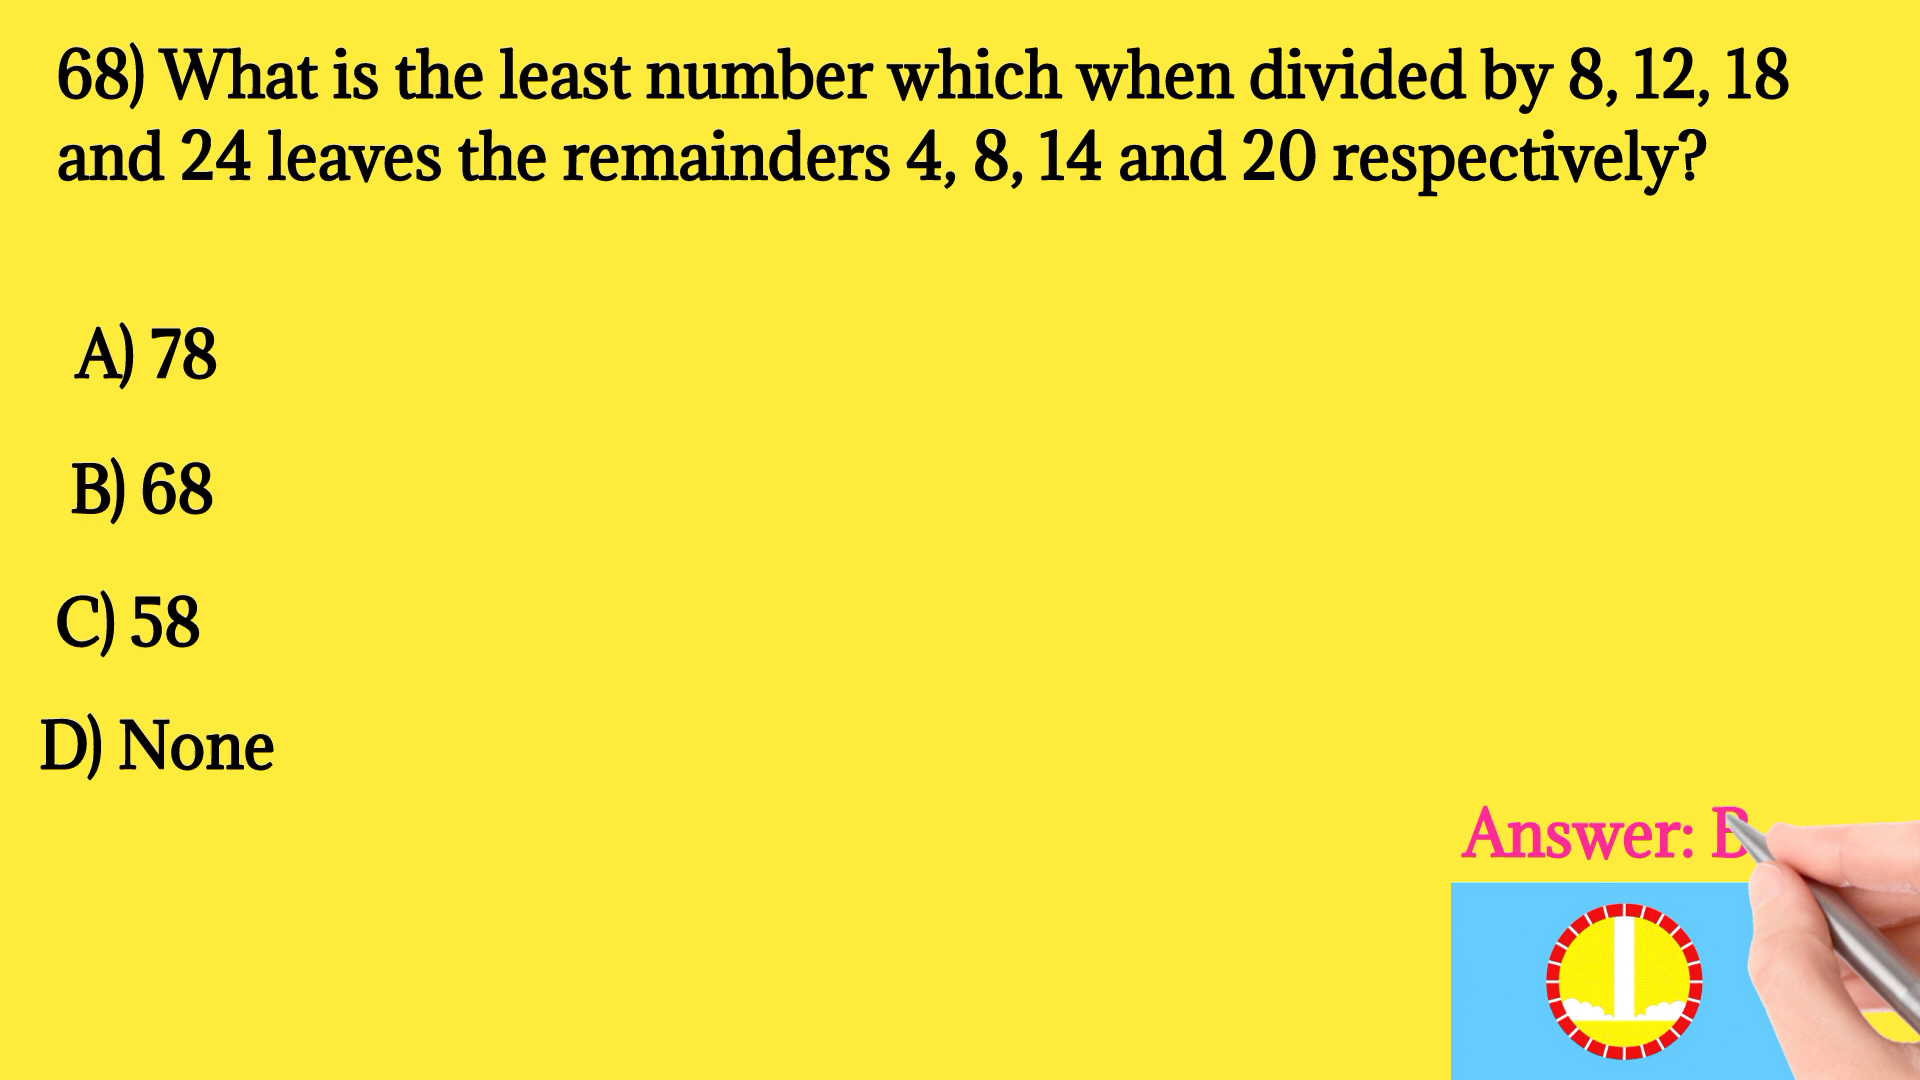 68) What is the least number which when divided by 8, 12, 18
and 24 leaves the remainders 4, 8, 14 and 20 respectively?
A) 78
B) 68
C) 58
D) None
Answer: B